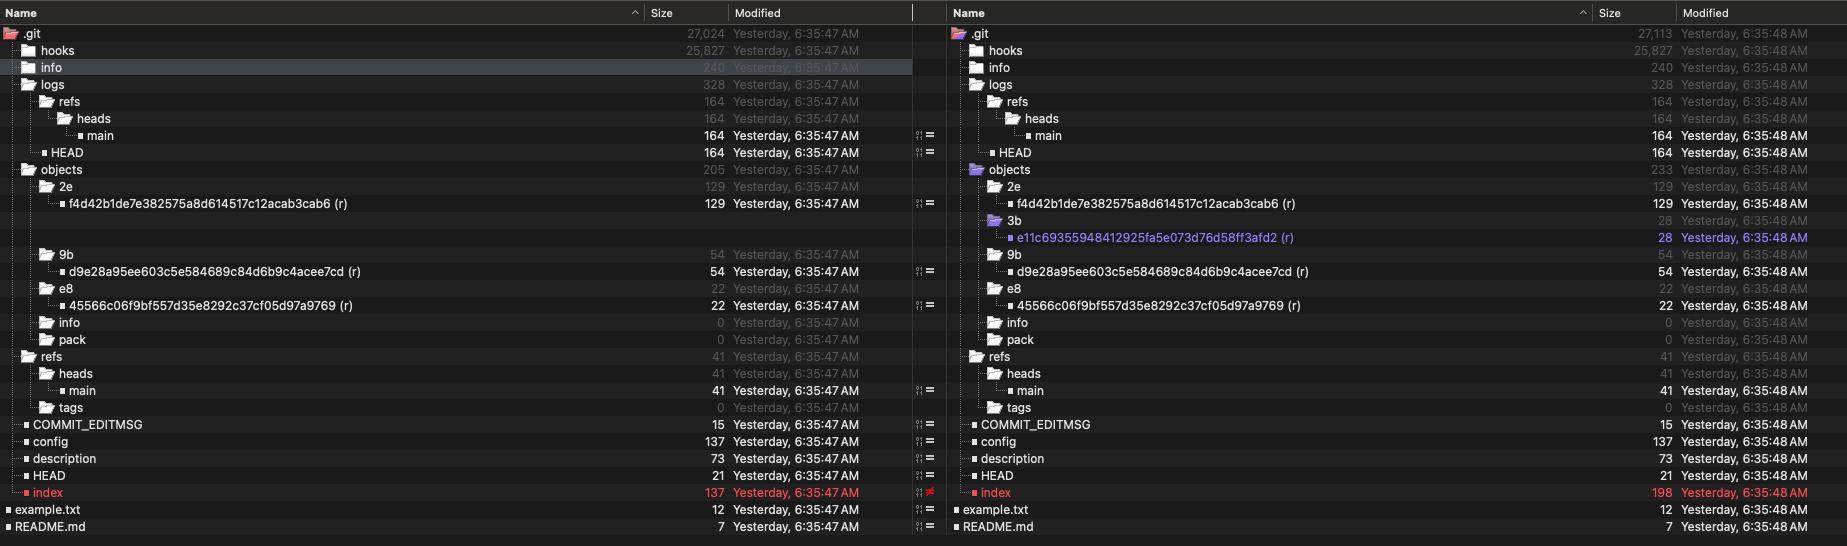 Name Size Modified Name Size Modified
.git 27,024 Yesterday, 6:35:47 AM .git 27,113 Yesterday, 6:35:48 AM
hooks 25,827 Yesterday, 6:35:47 AM hooks 25,827 Yesterday, 6:35:48 AM
info 240 Yesterday, 6:35:47 AM info 240 Yesterday, 6:35:48 AM
logs 328 Yesterday, 6:35:47 AM logs 328 Yesterday, 6:35:48 AM
refs 164 Yesterday, 6:35:47 AM refs 164 Yesterday, 6:35:48 AM
heads 164 Yesterday, 6:35:47 AM heads 164 Yesterday, 6:35:48 AM
main 164 Yesterday, 6:35:47 AM = main 164 Yesterday, 6:35:48 AM
HEAD 164 Yesterday, 6:35:47 AM = HEAD 164 Yesterday, 6:35:48 AM
objects 205 Yesterday, 6:35:47 AM objects 233 Yesterday, 6:35:48 AM
2e 129 Yesterday, 6:35:47 AM 2e 129 Yesterday, 6:35:48 AM
f4d42b1de7e382575a8d614517c12acab3cab6 (r) 129 Yesterday, 6:35:47 AM = f4d42b1de7e382575a8d614517c12acab3cab6 (r) 129 Yesterday, 6:35:48 AM
3b 28 Yesterday, 6:35:48 AM
e11c69355948412925fa5e073d76d58ff3afd2 (r) 28 Yesterday, 6:35:48 AM
9b 54 Yesterday, 6:35:47 AM 9b 54 Yesterday, 6:35:48 AM
d9e28a95ee603c5e584689c84d6b9c4acee7cd (r) 54 Yesterday, 6:35:47 AM = d9e28a95ee603c5e584689c84d6b9c4acee7cd (r) 54 Yesterday, 6:35:48 AM
e8 22 Yesterday, 6:35:47 AM e8 22 Yesterday, 6:35:48 AM
45566c06f9bf557d35e8292c37cf05d97a9769 (r) 22 Yesterday, 6:35:47 AM = 45566c06f9bf557d35e8292c37cf05d97a9769 (r) 22 Yesterday, 6:35:48 AM
info 0 Yesterday, 6:35:47 AM info 0 Yesterday, 6:35:48 AM
pack 0 Yesterday, 6:35:47 AM pack 0 Yesterday, 6:35:48 AM
refs 41 Yesterday, 6:35:47 AM refs 41 Yesterday, 6:35:48 AM
heads 41 Yesterday, 6:35:47 AM heads 41 Yesterday, 6:35:48 AM
main 41 Yesterday, 6:35:47 AM = main 41 Yesterday, 6:35:48 AM
tags 0 Yesterday, 6:35:47 AM tags 0 Yesterday, 6:35:48 AM
COMMIT_EDITMSG 15 Yesterday, 6:35:47 AM = COMMIT_EDITMSG 15 Yesterday, 6:35:48 AM
config 137 Yesterday, 6:35:47 AM = config 137 Yesterday, 6:35:48 AM
description 73 Yesterday, 6:35:47 AM = description 73 Yesterday, 6:35:48 AM
HEAD 21 Yesterday, 6:35:47 AM = HEAD 21 Yesterday, 6:35:48 AM
index 137 Yesterday, 6:35:47 AM ≠ index 198 Yesterday, 6:35:48 AM
example.txt 12 Yesterday, 6:35:47 AM = example.txt 12 Yesterday, 6:35:48 AM
README.md 7 Yesterday, 6:35:47 AM = README.md 7 Yesterday, 6:35:48 AM